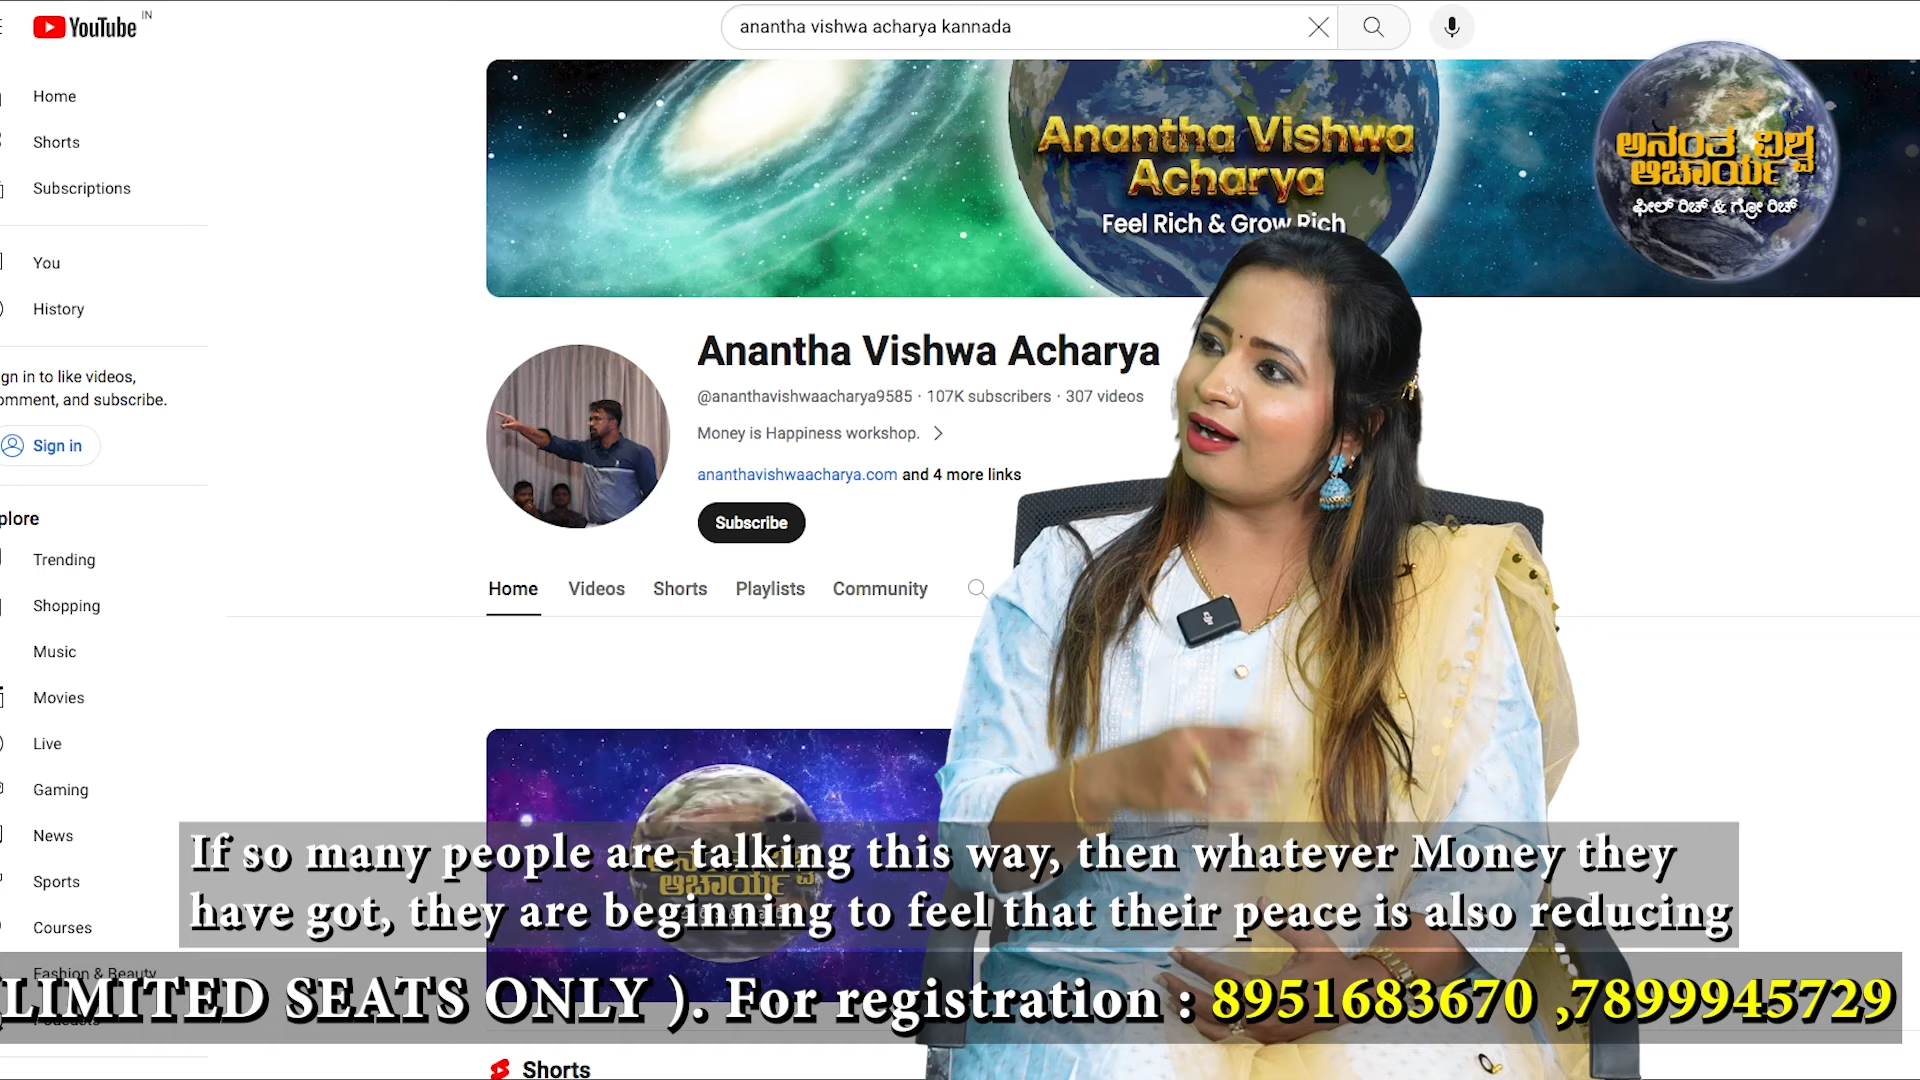 YouTube IN
anantha vishwa acharya kannada
Home
Shorts
Subscriptions
You
History
gn in to like videos,
omment, and subscribe.
Sign in
plore
Trending
Shopping
Music
Movies
Live
Gaming
News
Sports
Courses
Fashion & Beauty
Anantha Vishwa
Acharya
Feel Rich & Grow Rich
ಅನಂತ ವಿಶ್ವ
ಆಚಾರ್ಯ
ಫೀಲ್ ರಿಚ್ & ಗ್ರೋ ರಿಚ್
Anantha Vishwa Acharya
@ananthavishwaacharya9585 · 107K subscribers · 307 videos
Money is Happiness workshop.
ananthavishwaacharya.com and 4 more links
Subscribe
Home Videos Shorts Playlists Community
ಆಚಾರ್ಯ
If so many people are talking this way, then whatever Money they
have got, they are beginning to feel that their peace is also reducing
LIMITED SEATS ONLY ). For registration : 8951683670 ,7899945729
Shorts